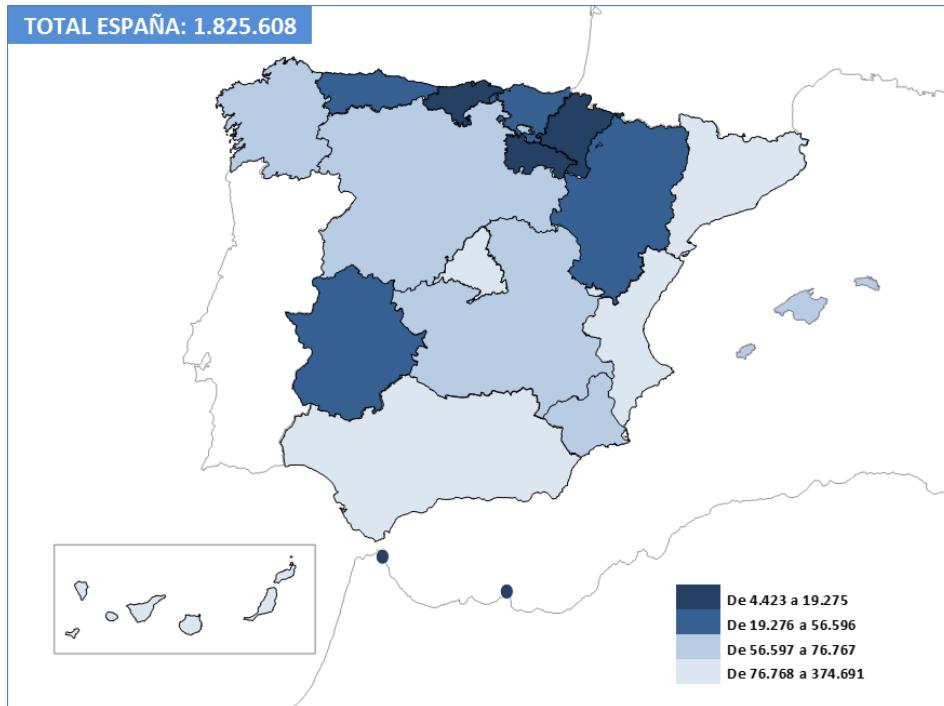 TOTAL ESPAÑA: 1.825.608
De 4.423 a 19.275
De 19.276 a 56.596
De 56.597 a 76.767
De 76.768 a 374.691